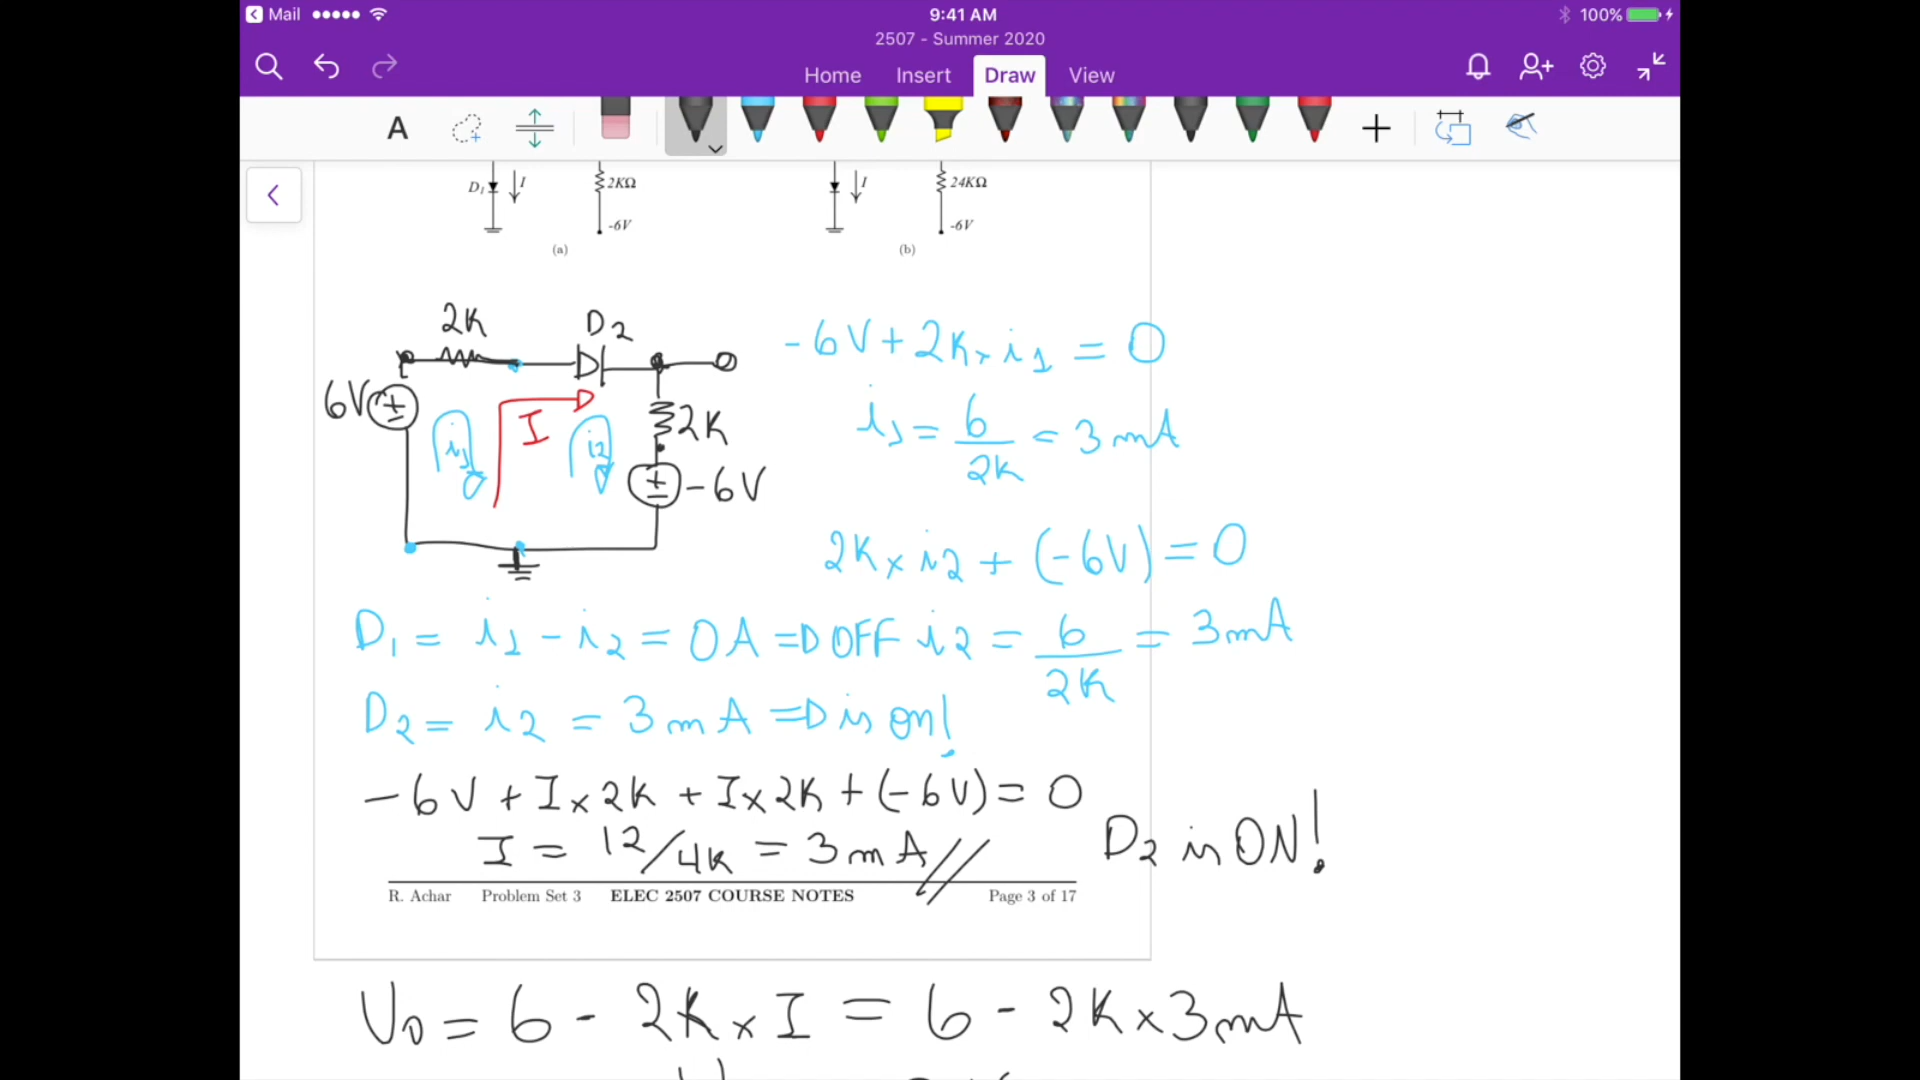 Mail 9:41 AM 100%
2507 - Summer 2020
Home Insert Draw View
A
D1 I 2KΩ I 24KΩ
-6V -6V
(a) (b)
2K D2
6V + I 2K
i1 i2
+ -6V
-6V + 2K × i1 = 0
i1 = 6/2K = 3mA
2K × i2 + (-6V) = 0
D1 = i1 - i2 = 0A => OFF i2 = 6/2K = 3mA
D2 = i2 = 3mA => is on!
-6V + I × 2K + I × 2K + (-6V) = 0
I = 12/4K = 3mA// D2 is ON!
R. Achar Problem Set 3 ELEC 2507 COURSE NOTES Page 3 of 17
V0 = 6 - 2K × I = 6 - 2K × 3mA